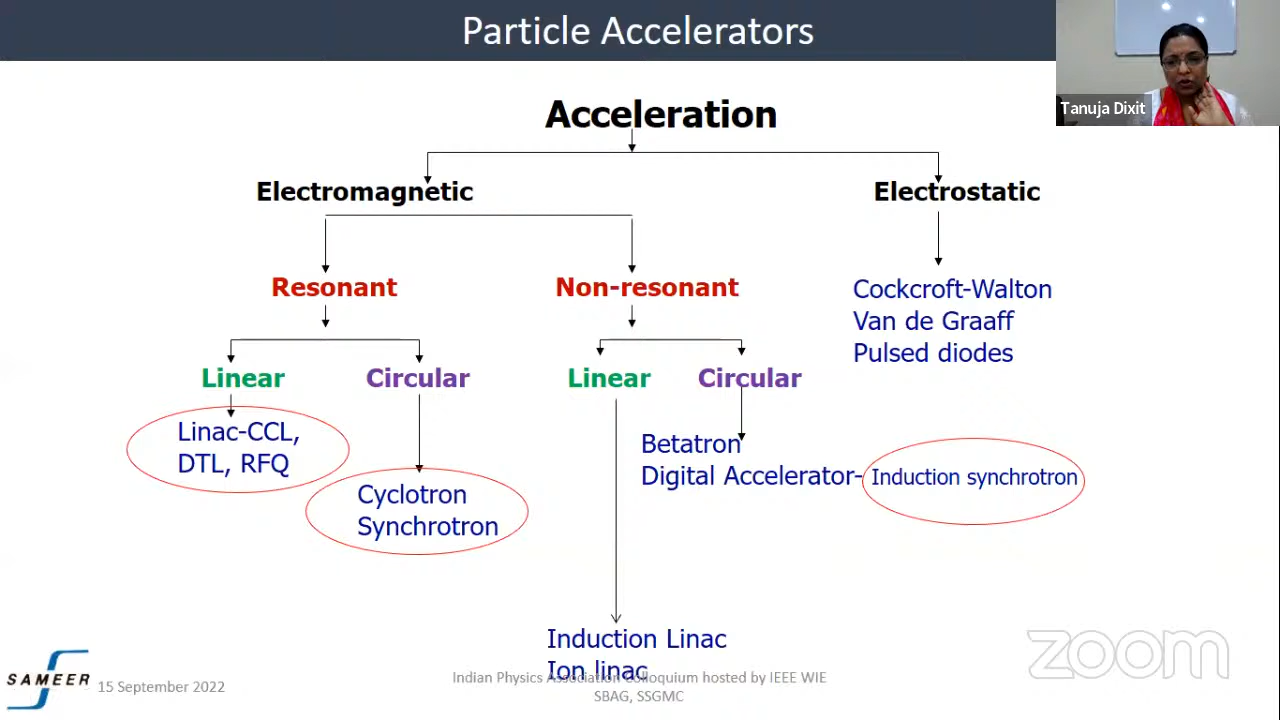 Particle Accelerators
Tanuja Dixit
Acceleration
Electromagnetic
Electrostatic
Resonant
Non-resonant
Cockcroft-Walton
Van de Graaff
Pulsed diodes
Linear
Circular
Linear
Circular
Linac-CCL,
DTL, RFQ
Cyclotron
Synchrotron
Betatron
Digital Accelerator- Induction synchrotron
Induction Linac
Ion linac
SAMEER
15 September 2022
Indian Physics Association Colloquium hosted by IEEE WIE
SBAG, SSGMC
zoom